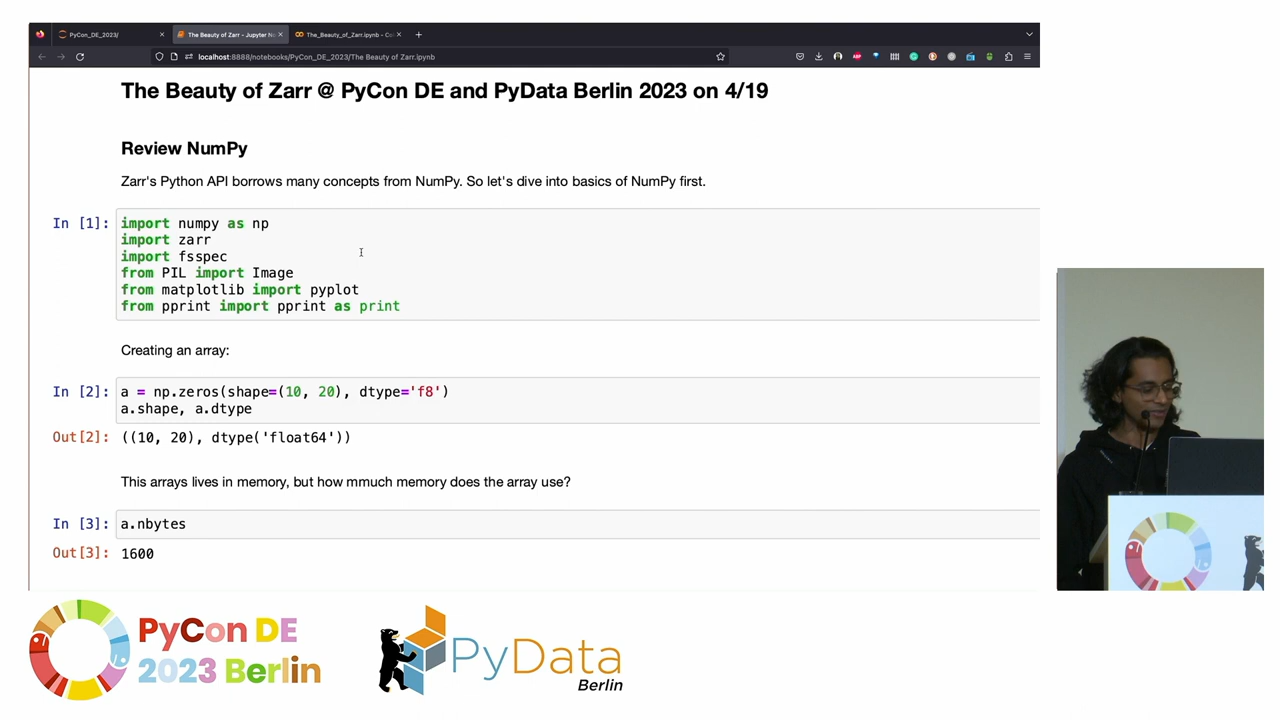 PyCon_DE_2023/
The Beauty of Zarr - Jupyter No
The_Beauty_of_Zarr.ipynb - Col
localhost:8888/notebooks/PyCon_DE_2023/The Beauty of Zarr.ipynb
The Beauty of Zarr @ PyCon DE and PyData Berlin 2023 on 4/19
Review NumPy
Zarr's Python API borrows many concepts from NumPy. So let's dive into basics of NumPy first.
In [1]: import numpy as np
import zarr
import fsspec
from PIL import Image
from matplotlib import pyplot
from pprint import pprint as print
Creating an array:
In [2]: a = np.zeros(shape=(10, 20), dtype='f8')
a.shape, a.dtype
Out[2]: ((10, 20), dtype('float64'))
This arrays lives in memory, but how mmuch memory does the array use?
In [3]: a.nbytes
Out[3]: 1600
PyCon DE
2023 Berlin
PyData
Berlin